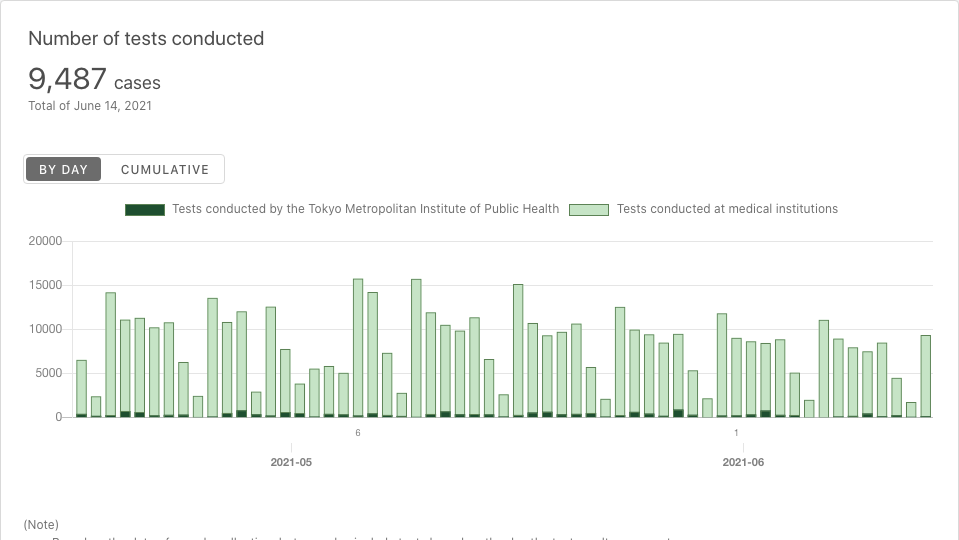 Number of tests conducted
9,487 cases
Total of June 14, 2021
BY DAY CUMULATIVE
Tests conducted by the Tokyo Metropolitan Institute of Public Health Tests conducted at medical institutions
20000
15000
10000
5000
0
6 1
2021-05 2021-06
(Note)